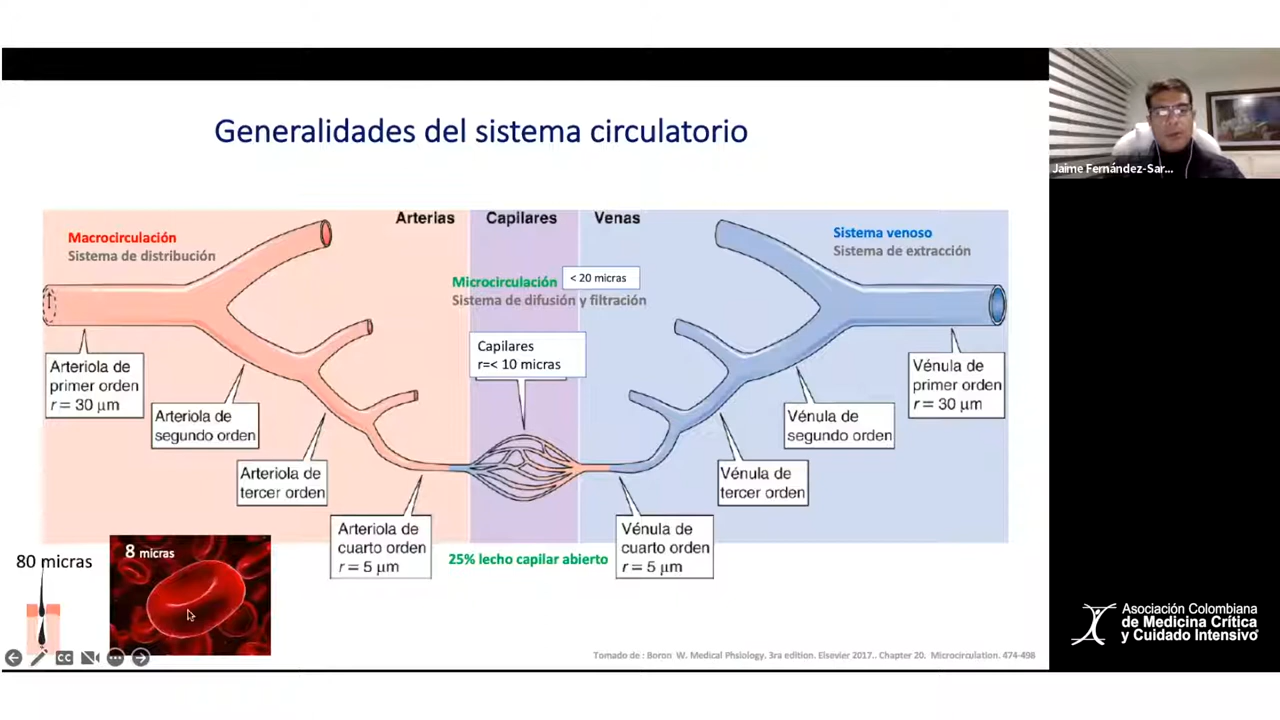 Generalidades del sistema circulatorio
Jaime Fernández-Sar...
Arterias
Capilares
Venas
Macrocirculación
Sistema de distribución
Microcirculación
< 20 micras
Sistema de difusión y filtración
Sistema venoso
Sistema de extracción
Capilares
r=< 10 micras
Arteriola de
primer orden
r = 30 μm
Arteriola de
segundo orden
Arteriola de
tercer orden
Arteriola de
cuarto orden
r = 5 μm
Vénula de
primer orden
r = 30 μm
Vénula de
segundo orden
Vénula de
tercer orden
Vénula de
cuarto orden
r = 5 μm
25% lecho capilar abierto
80 micras
8 micras
CC
Tomado de : Boron W. Medical Phsiology. 3ra edition. Elsevier 2017.. Chapter 20. Microcirculation. 474-498
Asociación Colombiana
de Medicina Crítica
y Cuidado Intensivo